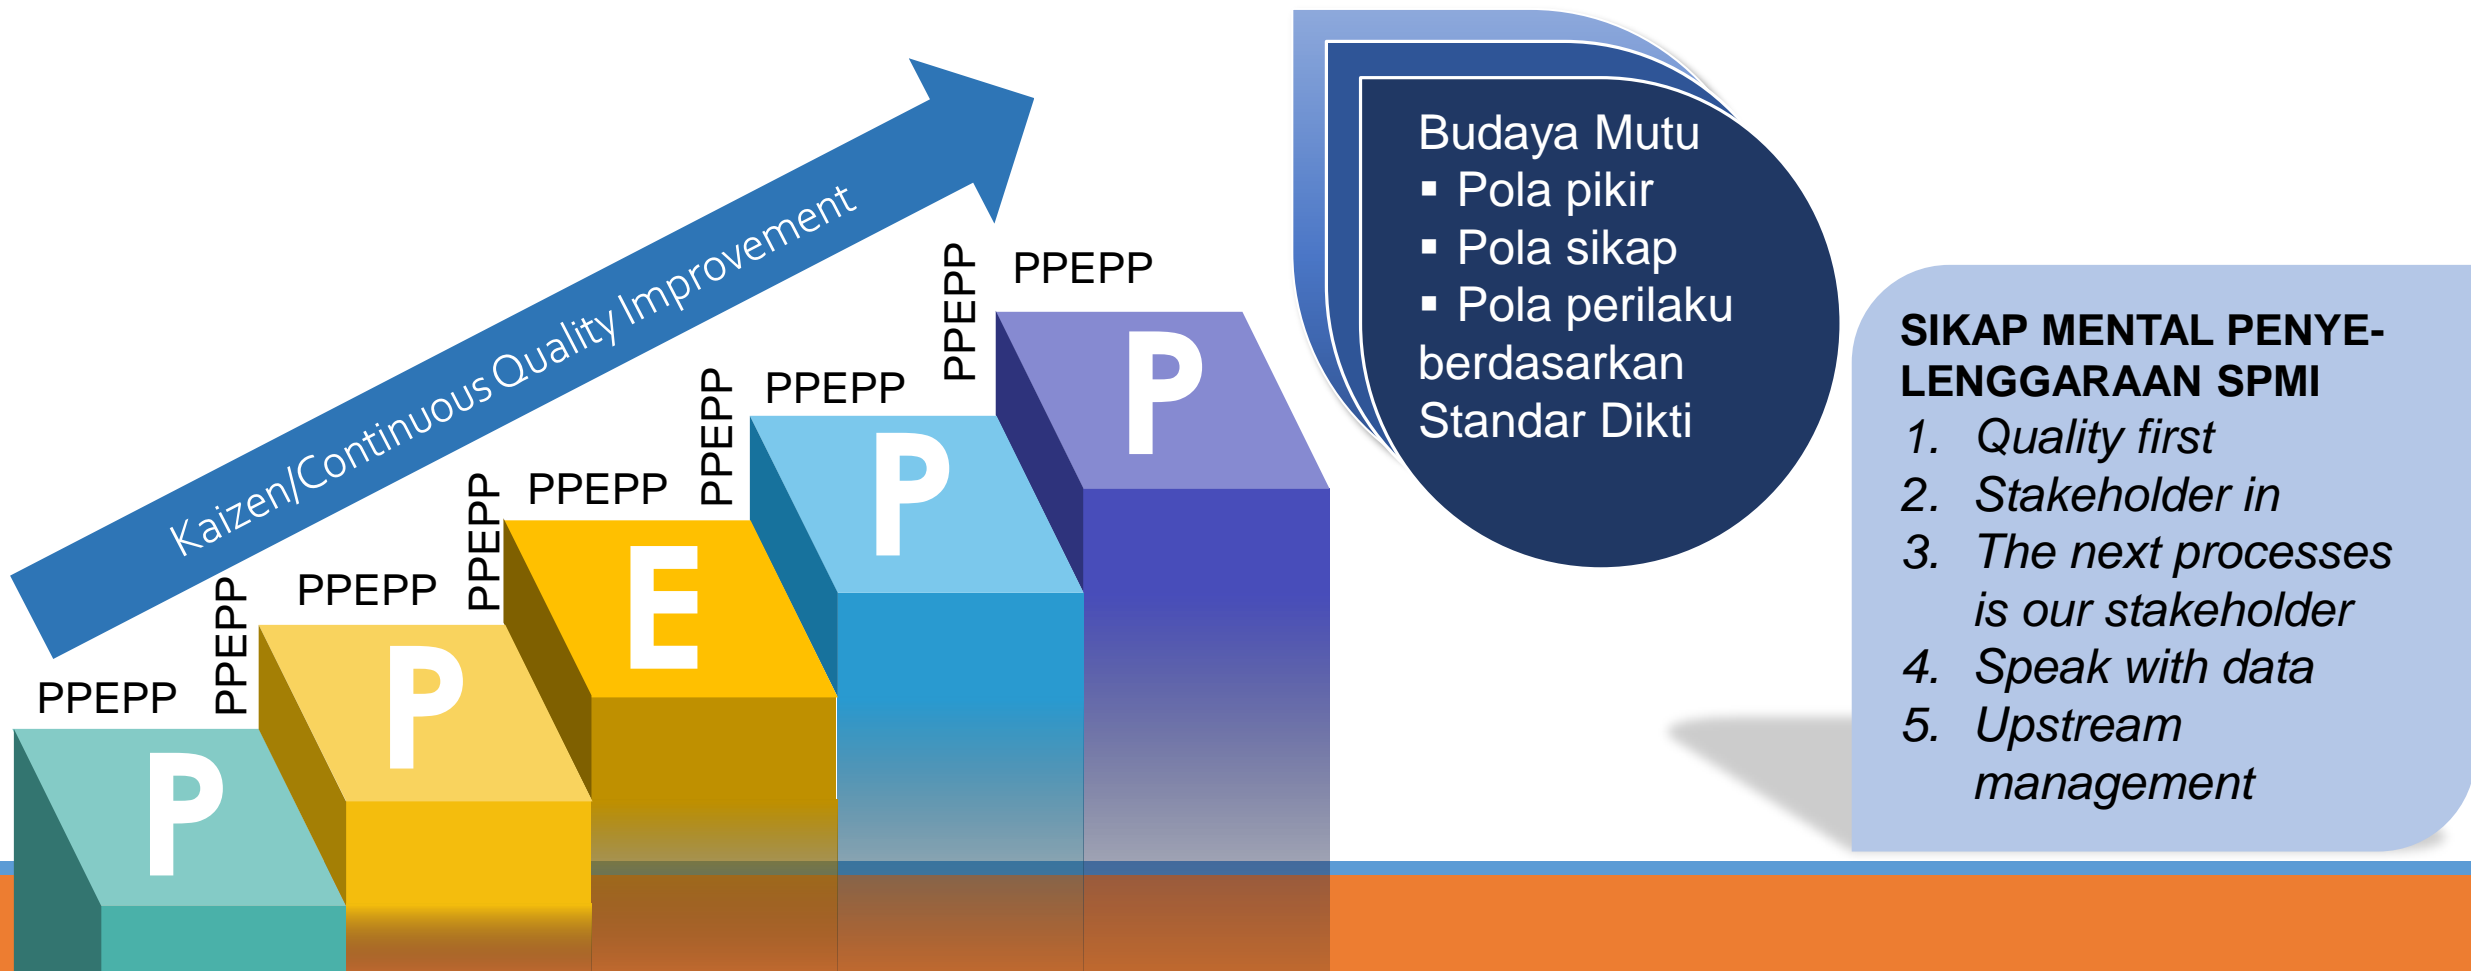 Kaizen/Continuous Quality Improvement
PPEPP
PPEPP
PPEPP
PPEPP
PPEPP
PPEPP
PPEPP
PPEPP
PPEPP
P
P
E
P
P
Budaya Mutu
▪ Pola pikir
▪ Pola sikap
▪ Pola perilaku
berdasarkan
Standar Dikti
SIKAP MENTAL PENYE-
LENGGARAAN SPMI
1. Quality first
2. Stakeholder in
3. The next processes
is our stakeholder
4. Speak with data
5. Upstream
management